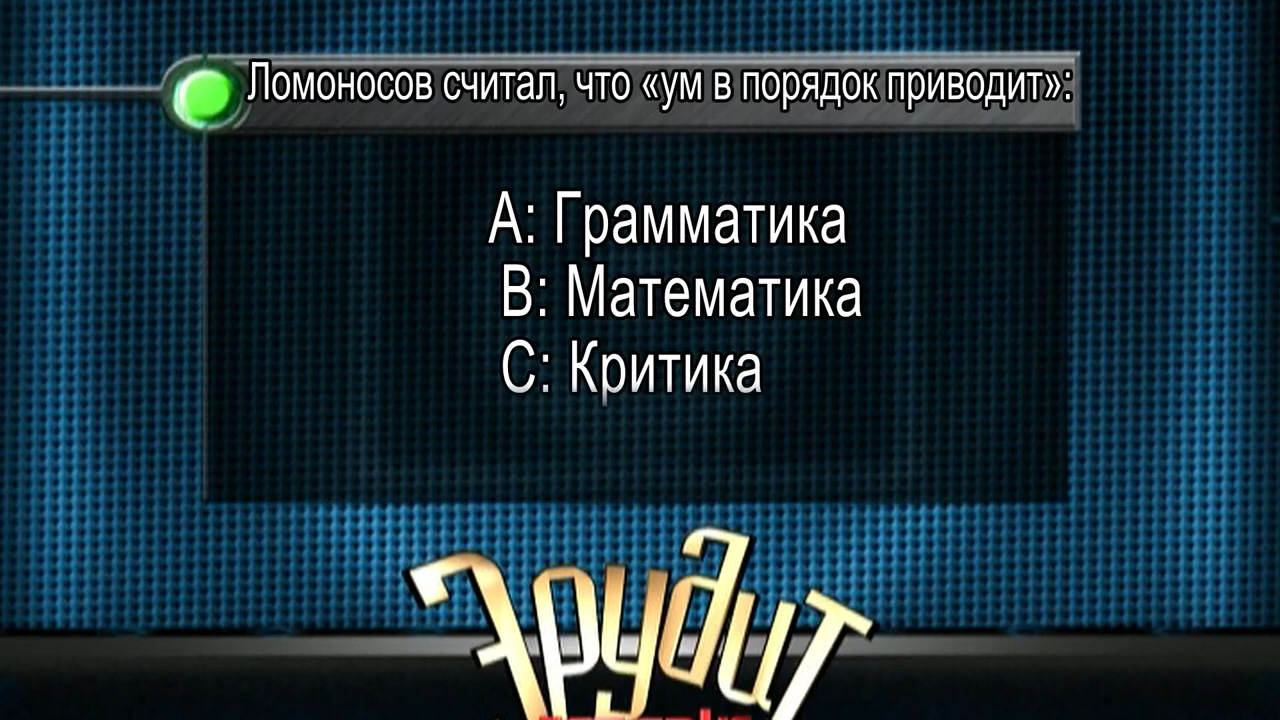 Ломоносов считал, что «ум в порядок приводит»:
А: Грамматика
В: Математика
С: Критика
Эрудит